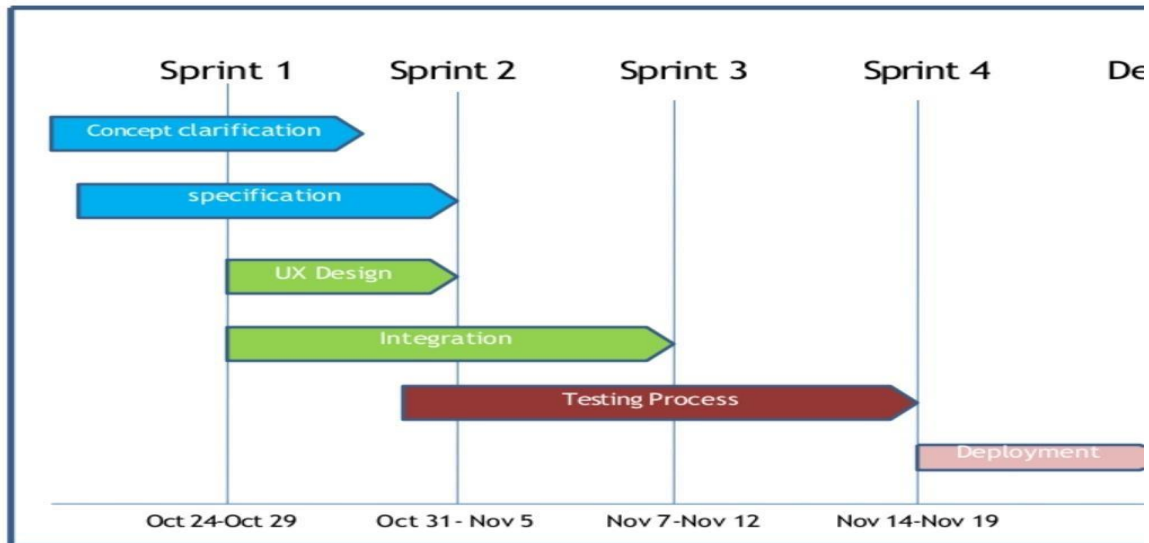 Sprint 1
Sprint 2
Sprint 3
Sprint 4
De
Concept clarification
specification
UX Design
Integration
Testing Process
Deployment
Oct 24-Oct 29
Oct 31- Nov 5
Nov 7-Nov 12
Nov 14-Nov 19